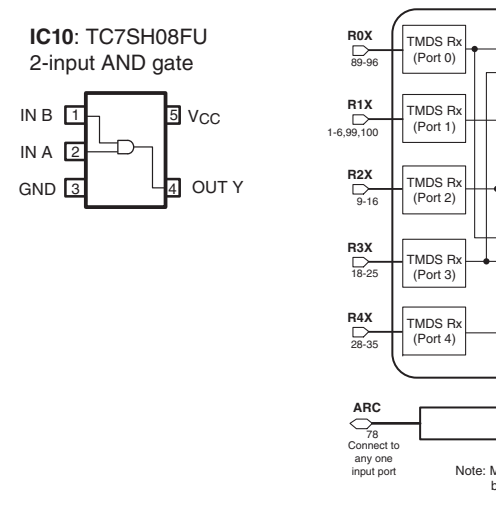 IC10: TC7SH08FU
2-input AND gate
IN B 1
5 VCC
IN A 2
GND 3
4 OUT Y
R0X
89-96
TMDS Rx
(Port 0)
R1X
1-6,99,100
TMDS Rx
(Port 1)
R2X
9-16
TMDS Rx
(Port 2)
R3X
18-25
TMDS Rx
(Port 3)
R4X
28-35
TMDS Rx
(Port 4)
ARC
78
Connect to
any one
input port
Note: M
b